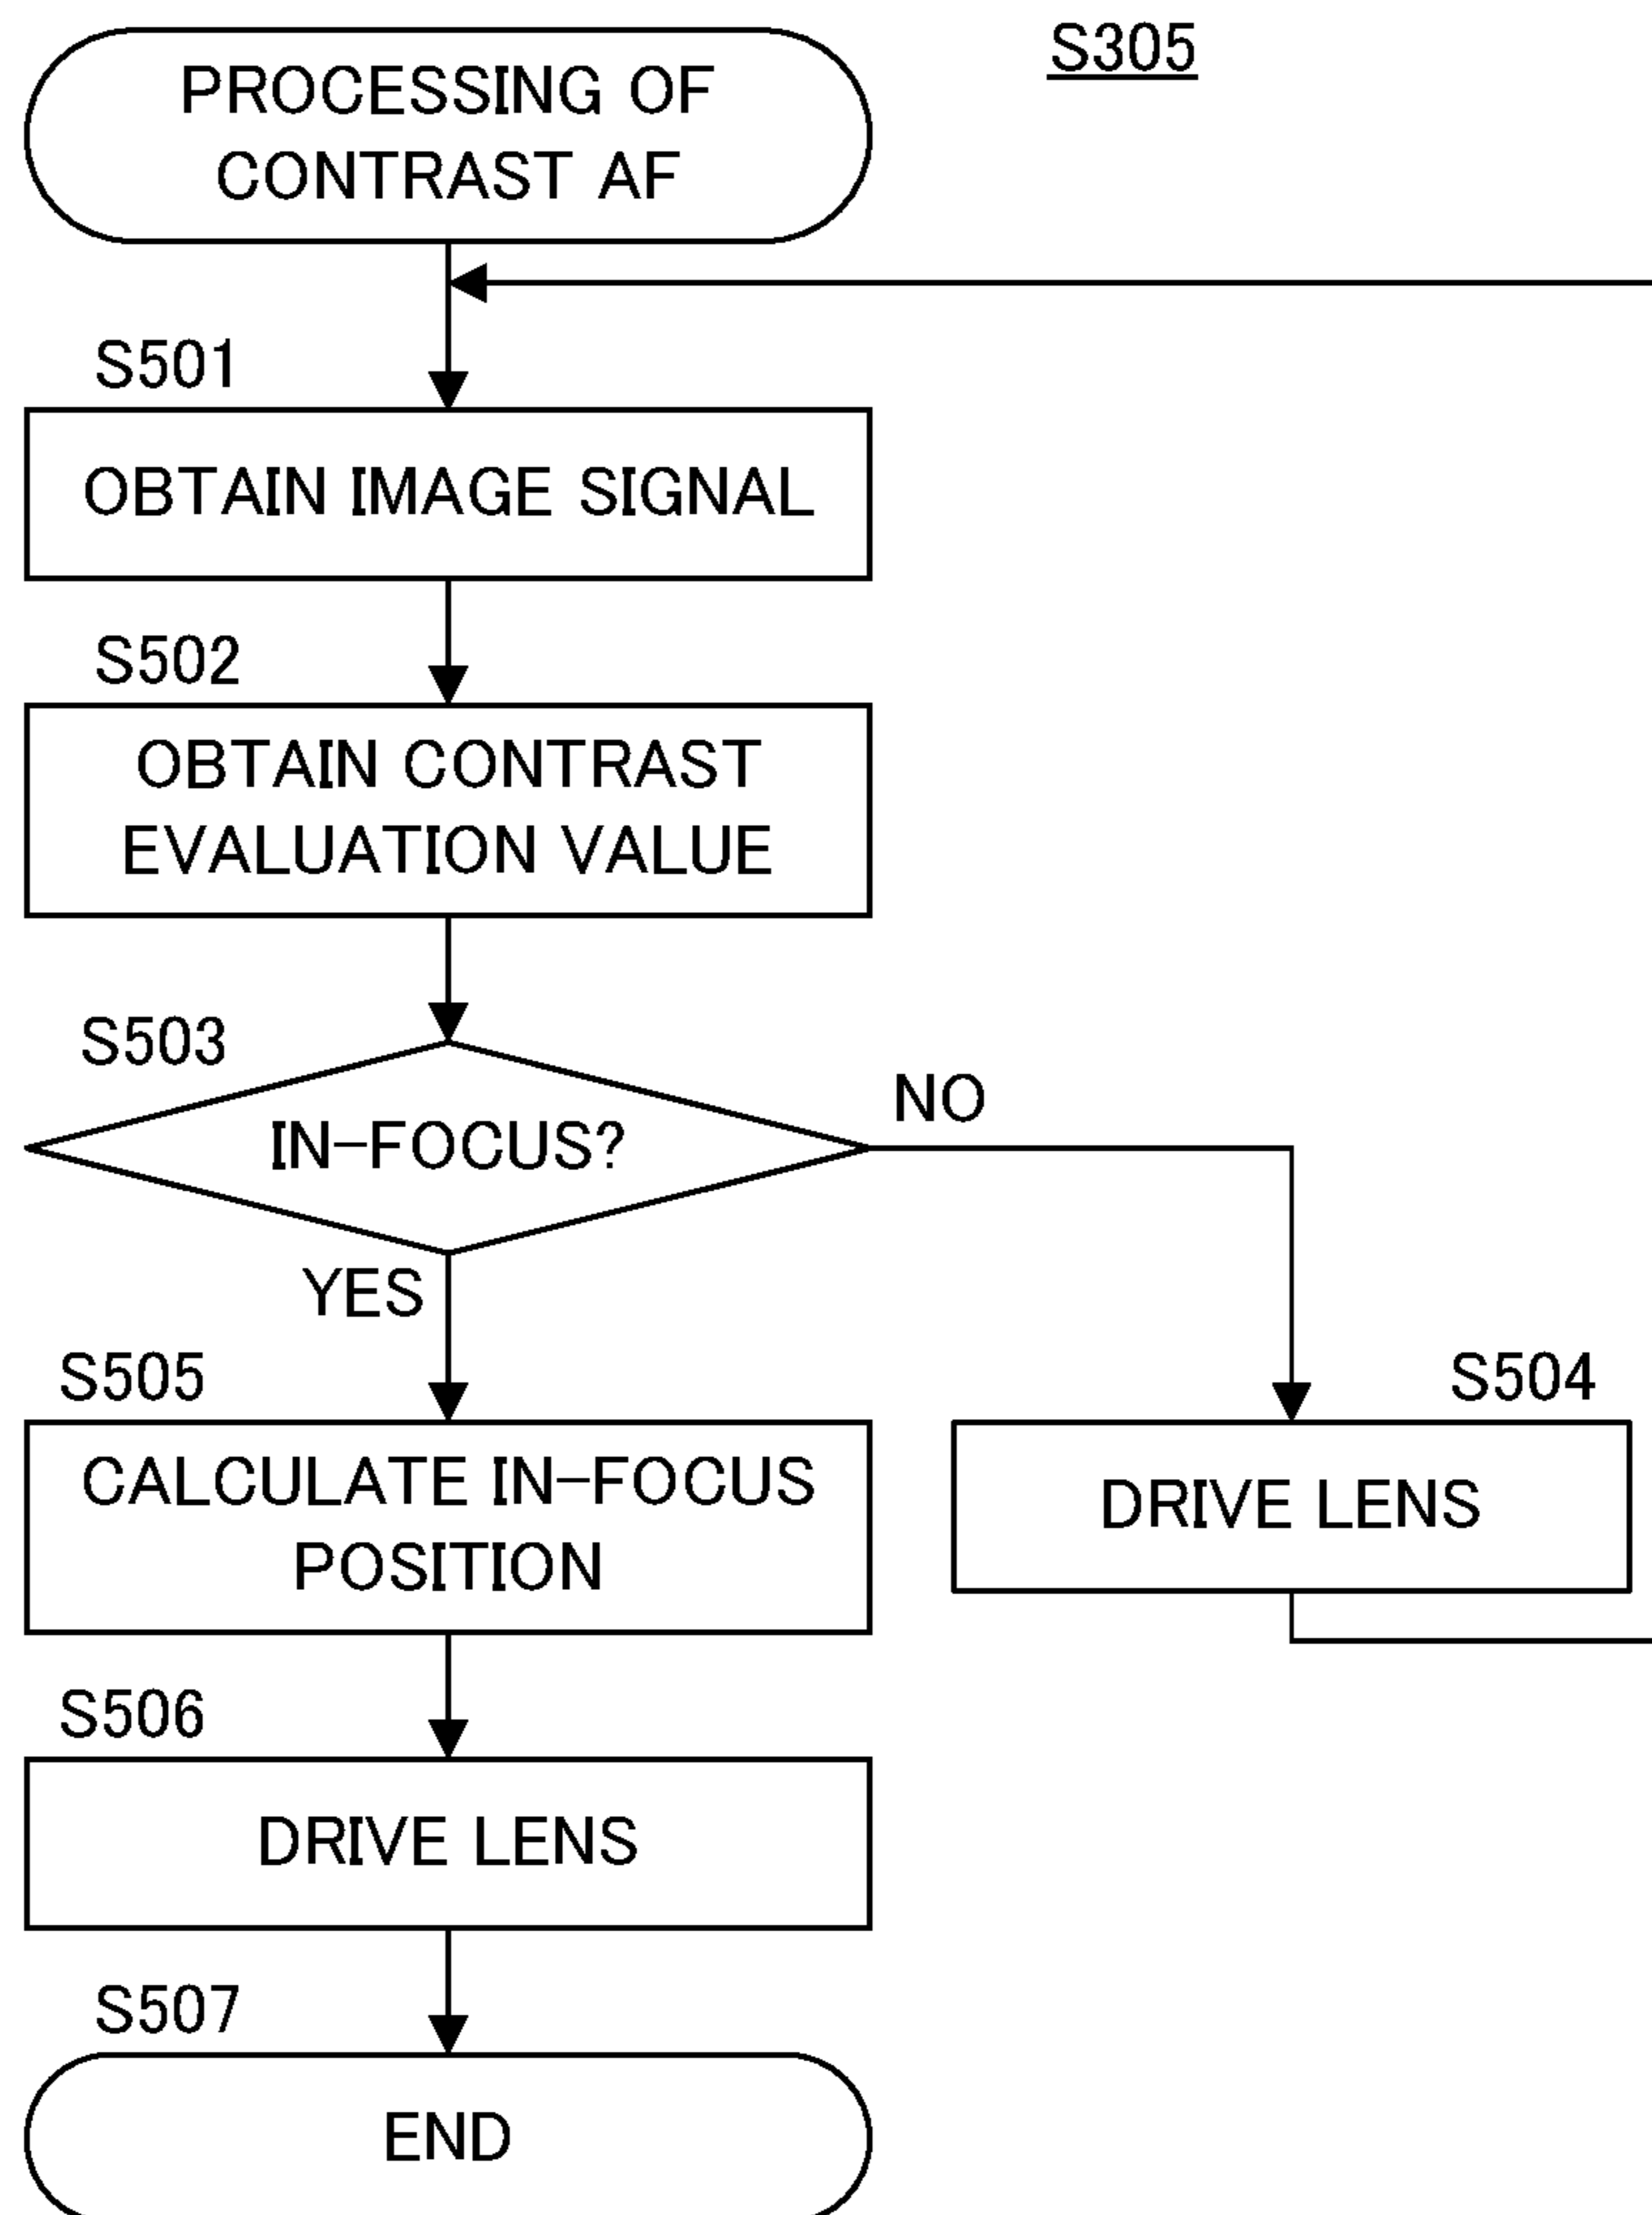 PROCESSING OF
CONTRAST AF
S305
S501
OBTAIN IMAGE SIGNAL
S502
OBTAIN CONTRAST
EVALUATION VALUE
S503
IN-FOCUS?
NO
YES
S505
CALCULATE IN-FOCUS
POSITION
S504
DRIVE LENS
S506
DRIVE LENS
S507
END